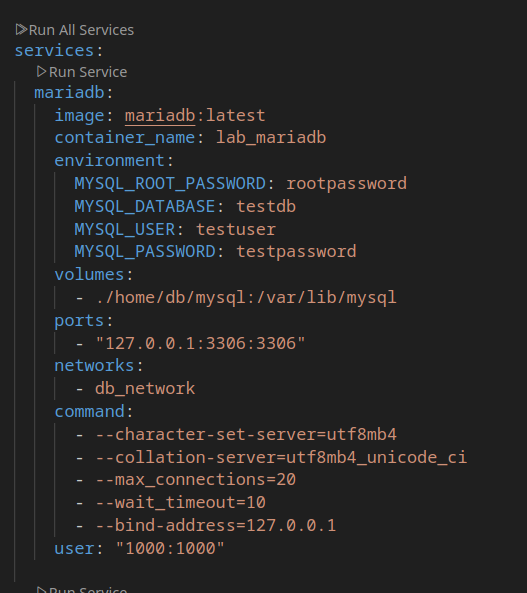 Run All Services
services:
Run Service
mariadb:
image: mariadb:latest
container_name: lab_mariadb
environment:
MYSQL_ROOT_PASSWORD: rootpassword
MYSQL_DATABASE: testdb
MYSQL_USER: testuser
MYSQL_PASSWORD: testpassword
volumes:
- ./home/db/mysql:/var/lib/mysql
ports:
- "127.0.0.1:3306:3306"
networks:
- db_network
command:
- --character-set-server=utf8mb4
- --collation-server=utf8mb4_unicode_ci
- --max_connections=20
- --wait_timeout=10
- --bind-address=127.0.0.1
user: "1000:1000"
Run Service